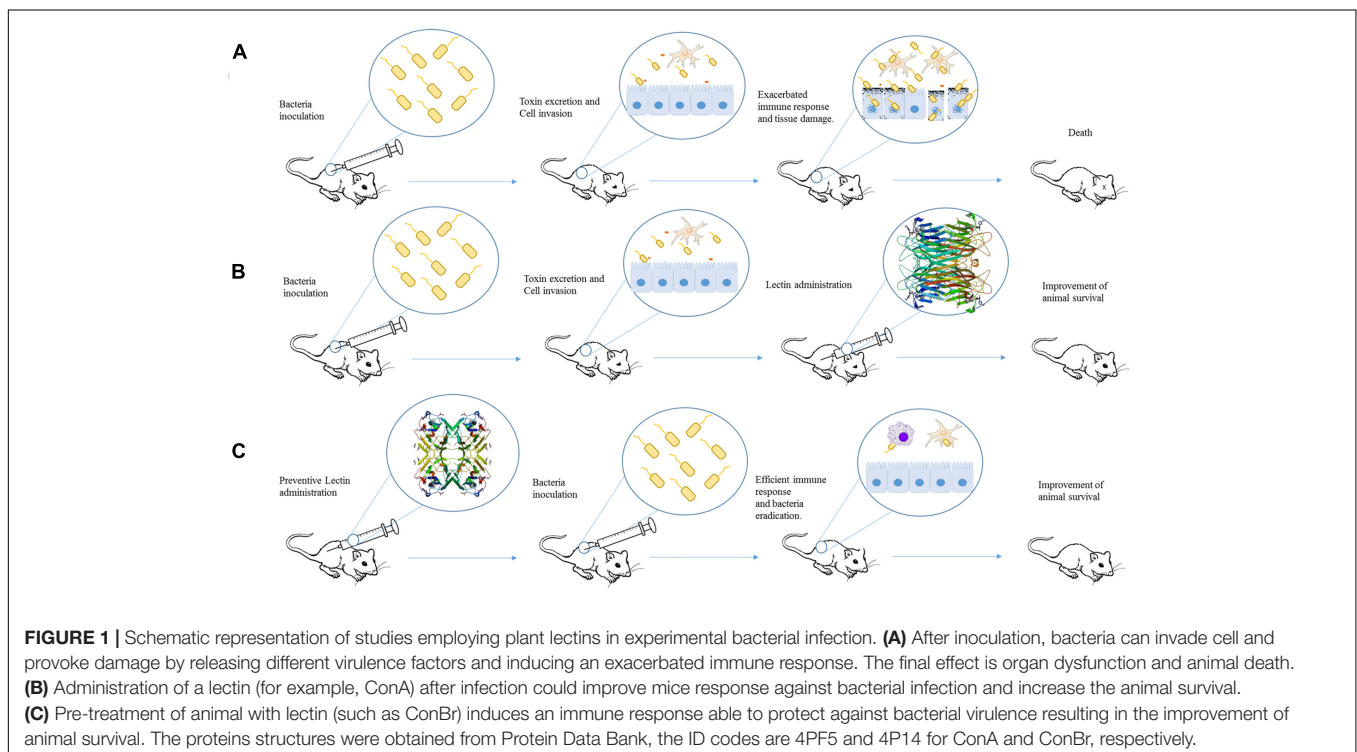 A
Bacteria
inoculation
Toxin excretion and
Cell invasion
Exacerbated
immune response
and tissue damage.
Death
x
B
Bacteria
inoculation
Toxin excretion and
Cell invasion
Lectin administration
Improvement of
animal survival
C
Preventive Lectin
administration
Bacteria
inoculation
Efficient immune
response
and bacteria
eradication.
Improvement of
animal survival
FIGURE 1 | Schematic representation of studies employing plant lectins in experimental bacterial infection. (A) After inoculation, bacteria can invade cell and
provoke damage by releasing different virulence factors and inducing an exacerbated immune response. The final effect is organ dysfunction and animal death.
(B) Administration of a lectin (for example, ConA) after infection could improve mice response against bacterial infection and increase the animal survival.
(C) Pre-treatment of animal with lectin (such as ConBr) induces an immune response able to protect against bacterial virulence resulting in the improvement of
animal survival. The proteins structures were obtained from Protein Data Bank, the ID codes are 4PF5 and 4P14 for ConA and ConBr, respectively.